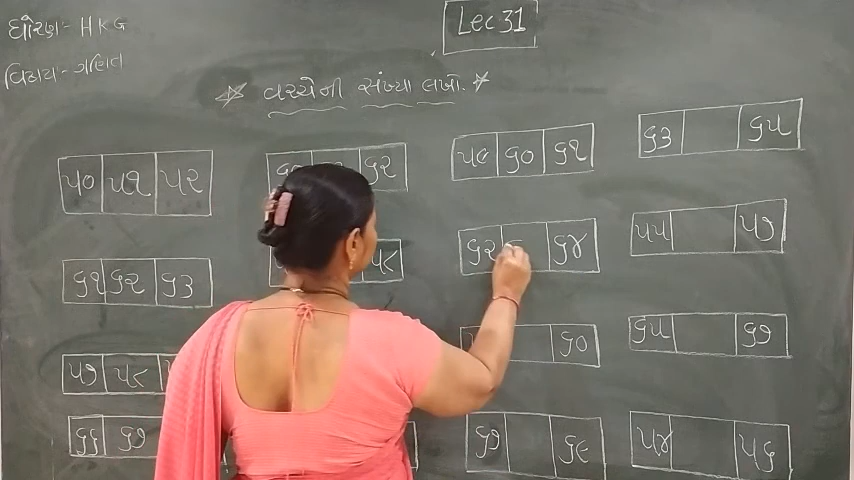 ધોરણ:- HKG
Lec 31
વિષય:- ગણિત
વચ્ચેની સંખ્યા લખો.
૫૦ ૫૧ ૫૨
૬૨
૫૯ ૬૦ ૬૧
૬૩ ૬૫
૬૧ ૬૨ ૬૩
૫૮
૬૨ ૬૪
૫૫ ૫૭
૫૭ ૫૮
૬૦
૬૫ ૬૭
૬૬ ૬૭
૬૭ ૬૯
૫૪ ૫૬